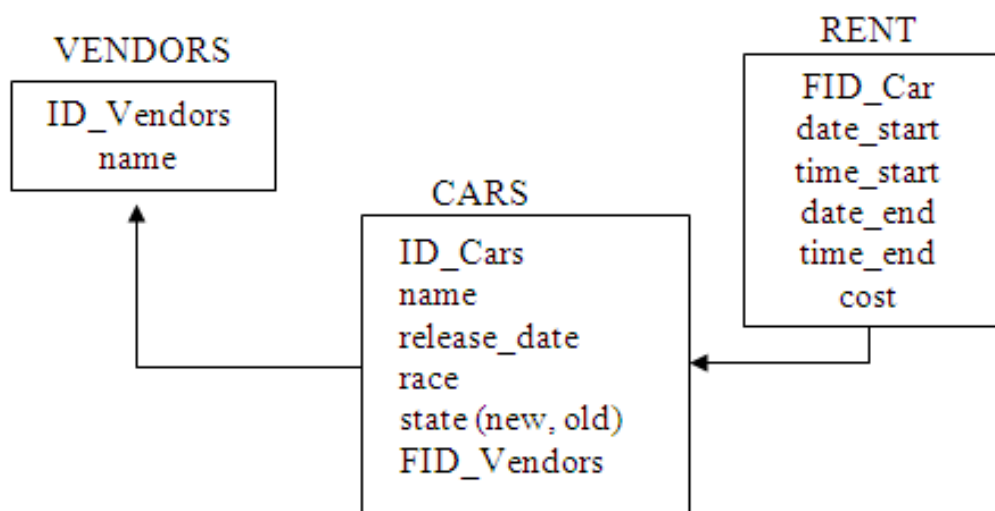 VENDORS
ID_Vendors
name
CARS
ID_Cars
name
release_date
race
state (new, old)
FID_Vendors
RENT
FID_Car
date_start
time_start
date_end
time_end
cost